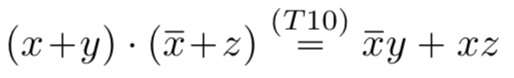 (x+y) · (x̅+z) (T10)= x̅y + xz